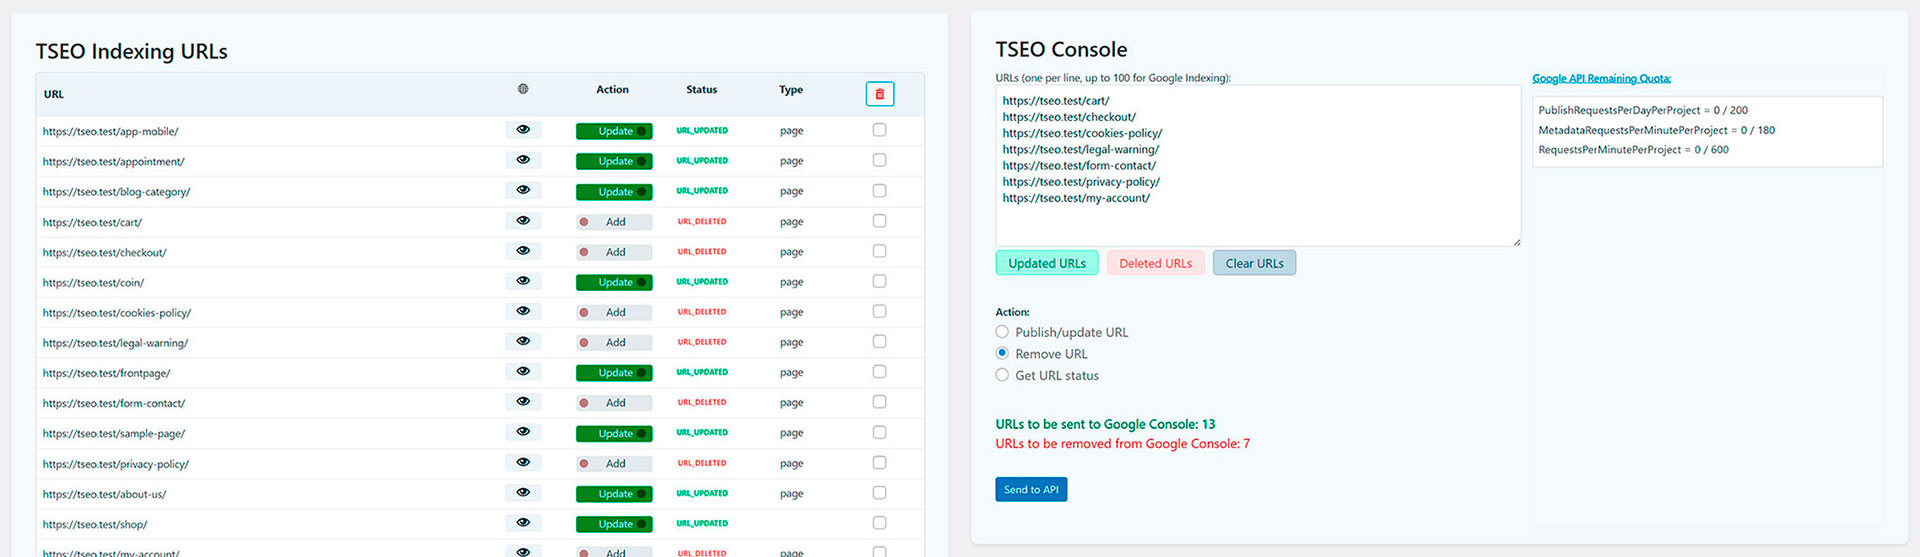 TSEO Indexing URLs
URL Action Status Type
https://tseo.test/app-mobile/ Update URL_UPDATED page
https://tseo.test/appointment/ Update URL_UPDATED page
https://tseo.test/blog-category/ Update URL_UPDATED page
https://tseo.test/cart/ Add URL_DELETED page
https://tseo.test/checkout/ Add URL_DELETED page
https://tseo.test/coin/ Update URL_UPDATED page
https://tseo.test/cookies-policy/ Add URL_DELETED page
https://tseo.test/legal-warning/ Add URL_DELETED page
https://tseo.test/frontpage/ Update URL_UPDATED page
https://tseo.test/form-contact/ Add URL_DELETED page
https://tseo.test/sample-page/ Update URL_UPDATED page
https://tseo.test/privacy-policy/ Add URL_DELETED page
https://tseo.test/about-us/ Update URL_UPDATED page
https://tseo.test/shop/ Update URL_UPDATED
https://tseo.test/my-account/ Add URL_DELETED page
TSEO Console
URLs (one per line, up to 100 for Google Indexing):
https://tseo.test/cart/
https://tseo.test/checkout/
https://tseo.test/cookies-policy/
https://tseo.test/legal-warning/
https://tseo.test/form-contact/
https://tseo.test/privacy-policy/
https://tseo.test/my-account/
Updated URLs Deleted URLs Clear URLs
Action:
Publish/update URL
Remove URL
Get URL status
URLs to be sent to Google Console: 13
URLs to be removed from Google Console: 7
Send to API
Google API Remaining Quota:
PublishRequestsPerDayPerProject = 0 / 200
MetadataRequestsPerMinutePerProject = 0 / 180
RequestsPerMinutePerProject = 0 / 600